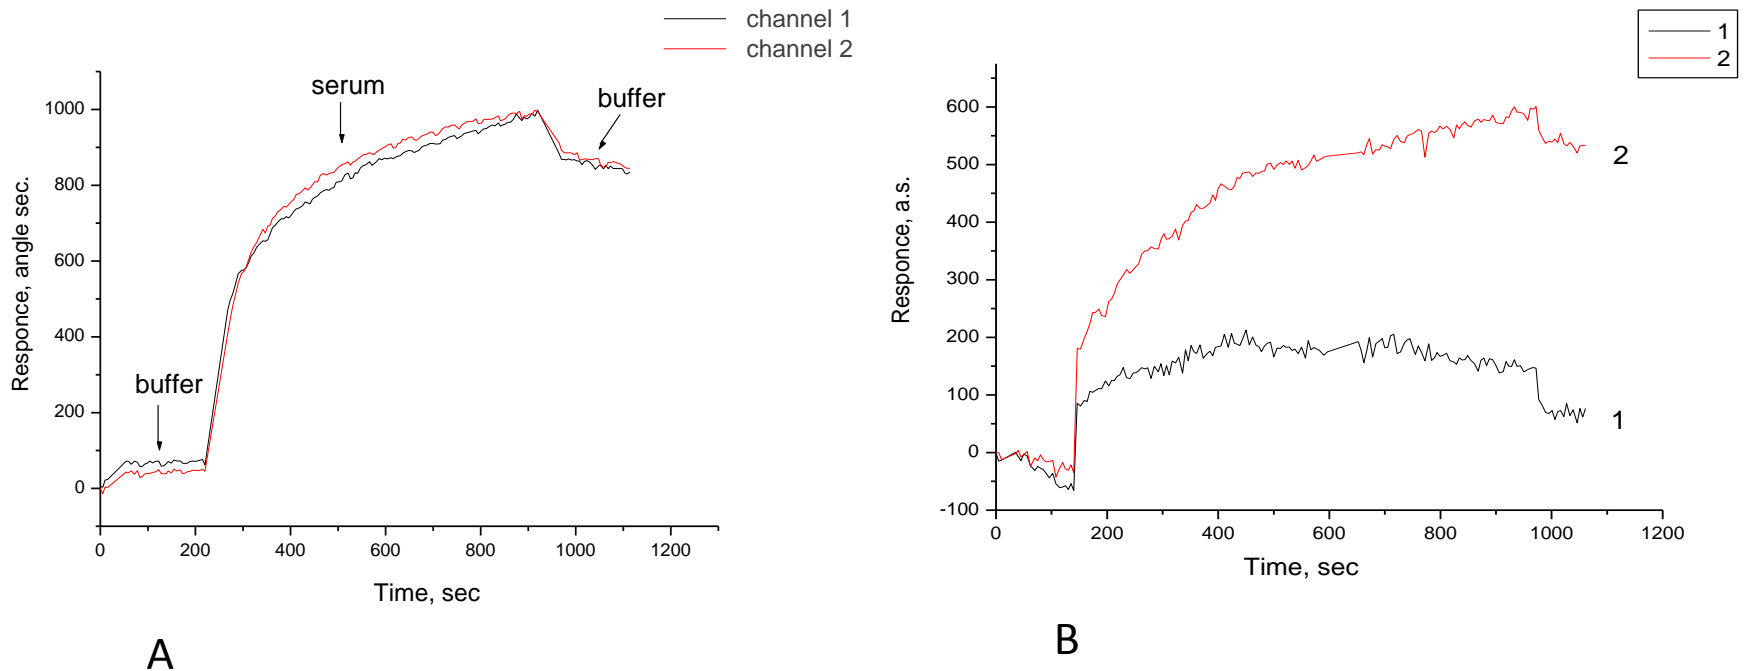 channel 1
channel 2
serum
buffer
buffer
1000
800
600
400
200
0
Responce, angle sec.
0 200 400 600 800 1000 1200
Time, sec
A
1
2
600
500
400
300
200
100
0
-100
Responce, a.s.
2
1
0 200 400 600 800 1000 1200
Time, sec
B